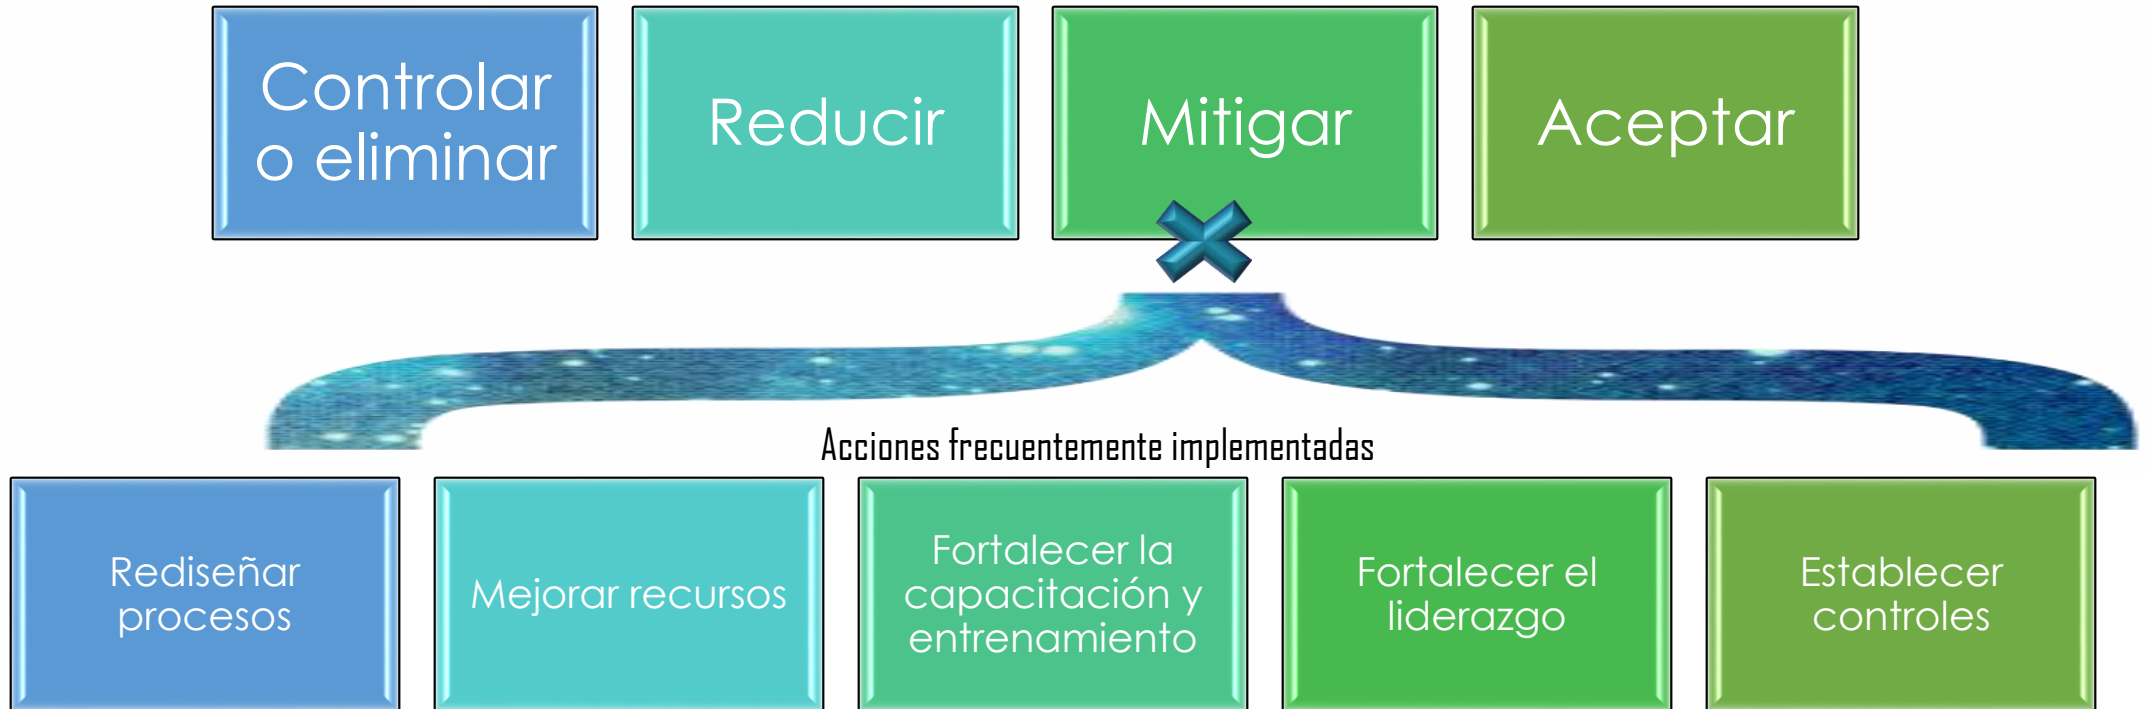 Controlar
o eliminar
Reducir
Mitigar
Aceptar
Acciones frecuentemente implementadas
Rediseñar
procesos
Mejorar recursos
Fortalecer la
capacitación y
entrenamiento
Fortalecer el
liderazgo
Establecer
controles